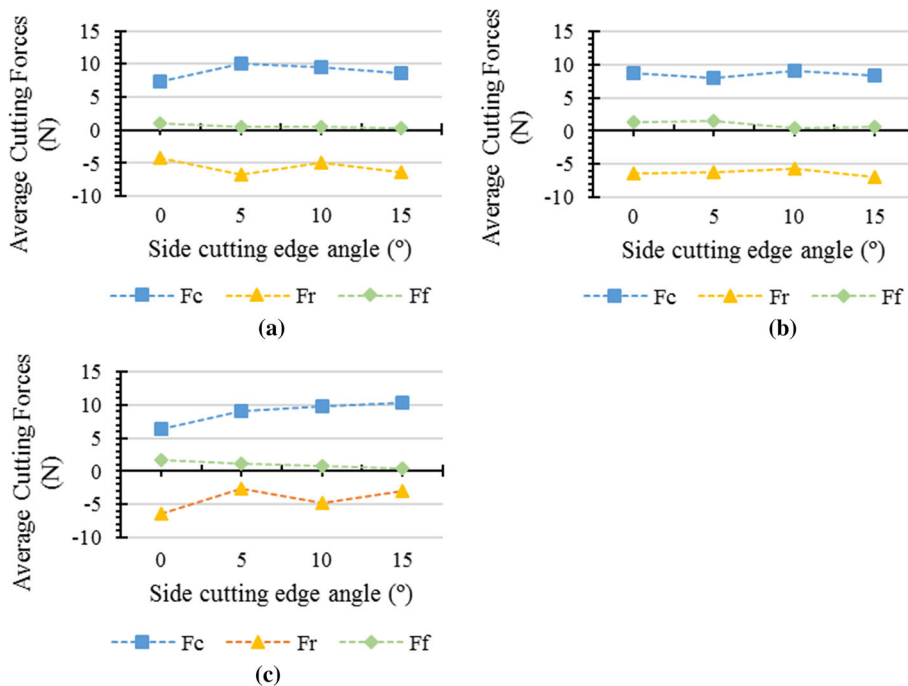 Average Cutting Forces
(N)
15
10
5
0
-5
-10
0 5 10 15
Side cutting edge angle (º)
Fc Fr Ff
(a)
Average Cutting Forces
(N)
15
10
5
0
-5
-10
0 5 10 15
Side cutting edge angle (º)
Fc Fr Ff
(b)
Average Cutting Forces
(N)
15
10
5
0
-5
-10
0 5 10 15
Side cutting edge angle (º)
Fc Fr Ff
(c)